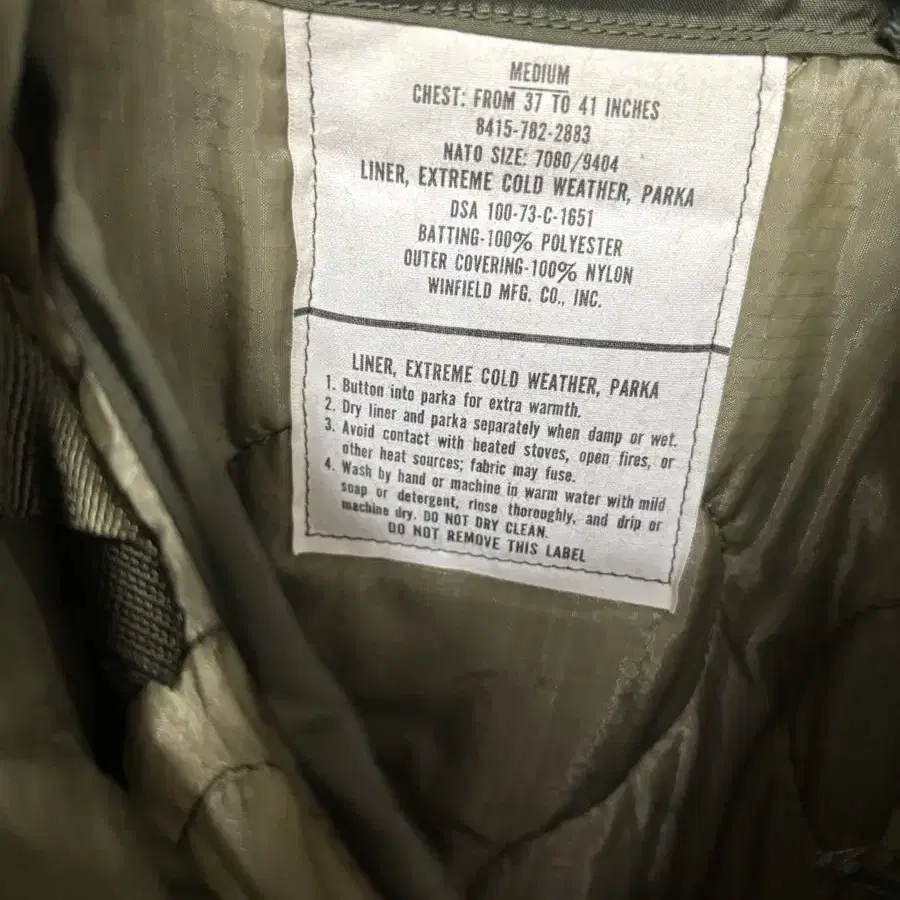 MEDIUM
CHEST: FROM 37 TO 41 INCHES
8415-782-2883
NATO SIZE: 7080/9404
LINER, EXTREME COLD WEATHER, PARKA
DSA 100-73-C-1651
BATTING-100% POLYESTER
OUTER COVERING-100% NYLON
WINFIELD MFG. CO., INC.
LINER, EXTREME COLD WEATHER, PARKA
1. Button into parka for extra warmth.
2. Dry liner and parka separately when damp or wet.
3. Avoid contact with heated stoves, open fires, or
other heat sources; fabric may fuse.
4. Wash by hand or machine in warm water with mild
soap or detergent, rinse thoroughly, and drip or
machine dry. DO NOT DRY CLEAN.
DO NOT REMOVE THIS LABEL